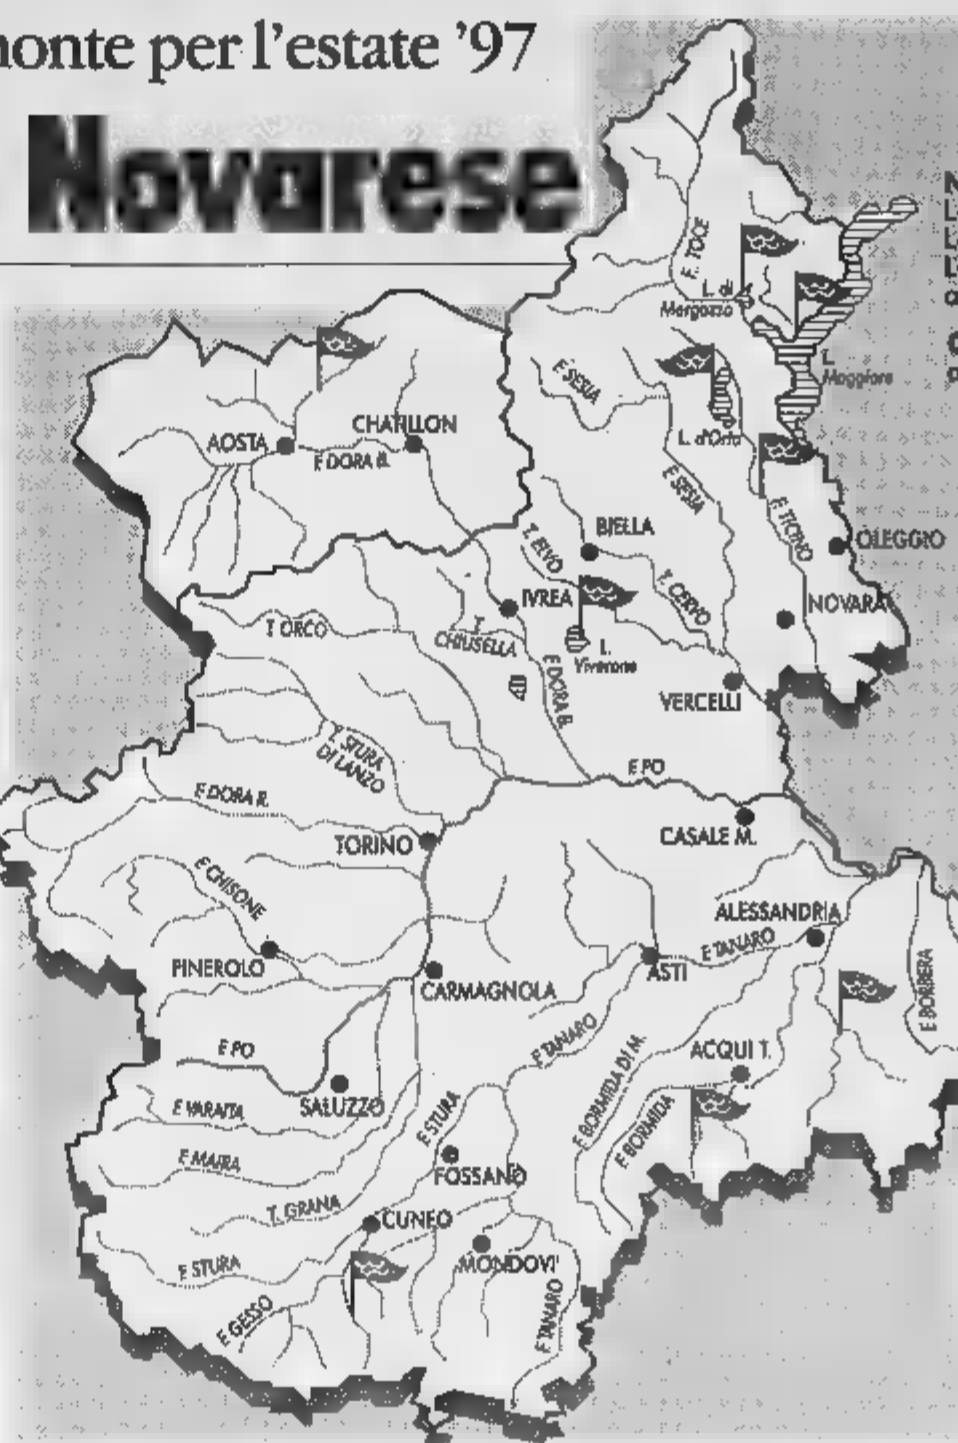 monte per l'estate '97
Novarese
F. TOCE
L. di
Mergozzo
L.
Maggiore
F. SESIA
L. d'Orta
CHATILLON
AOSTA
F. DORA B.
F. SESIA
F. TICINO
OLEGGIO
BIELLA
T. ELVO
T. CERVO
IVREA
NOVARA
T. ORCO
T.
CHIUSELLA
L.
Viverone
F. DORA B.
VERCELLI
T. STURA
DI LANZO
F. PO
F. DORA R.
CASALE M.
TORINO
F. CHISONE
ALESSANDRIA
F. TANARO
PINEROLO
ASTI
CARMAGNOLA
F. BORBERA
F. TANARO
F. PO
ACQUI T.
F. BORMIDA DI M.
SALUZZO
F. VARAITA
F. BORMIDA
F. STURA
F. MAIRA
FOSSANO
T. GRANA
CUNEO
F. STURA
MONDOVI'
F. GESSO
F. TANARO